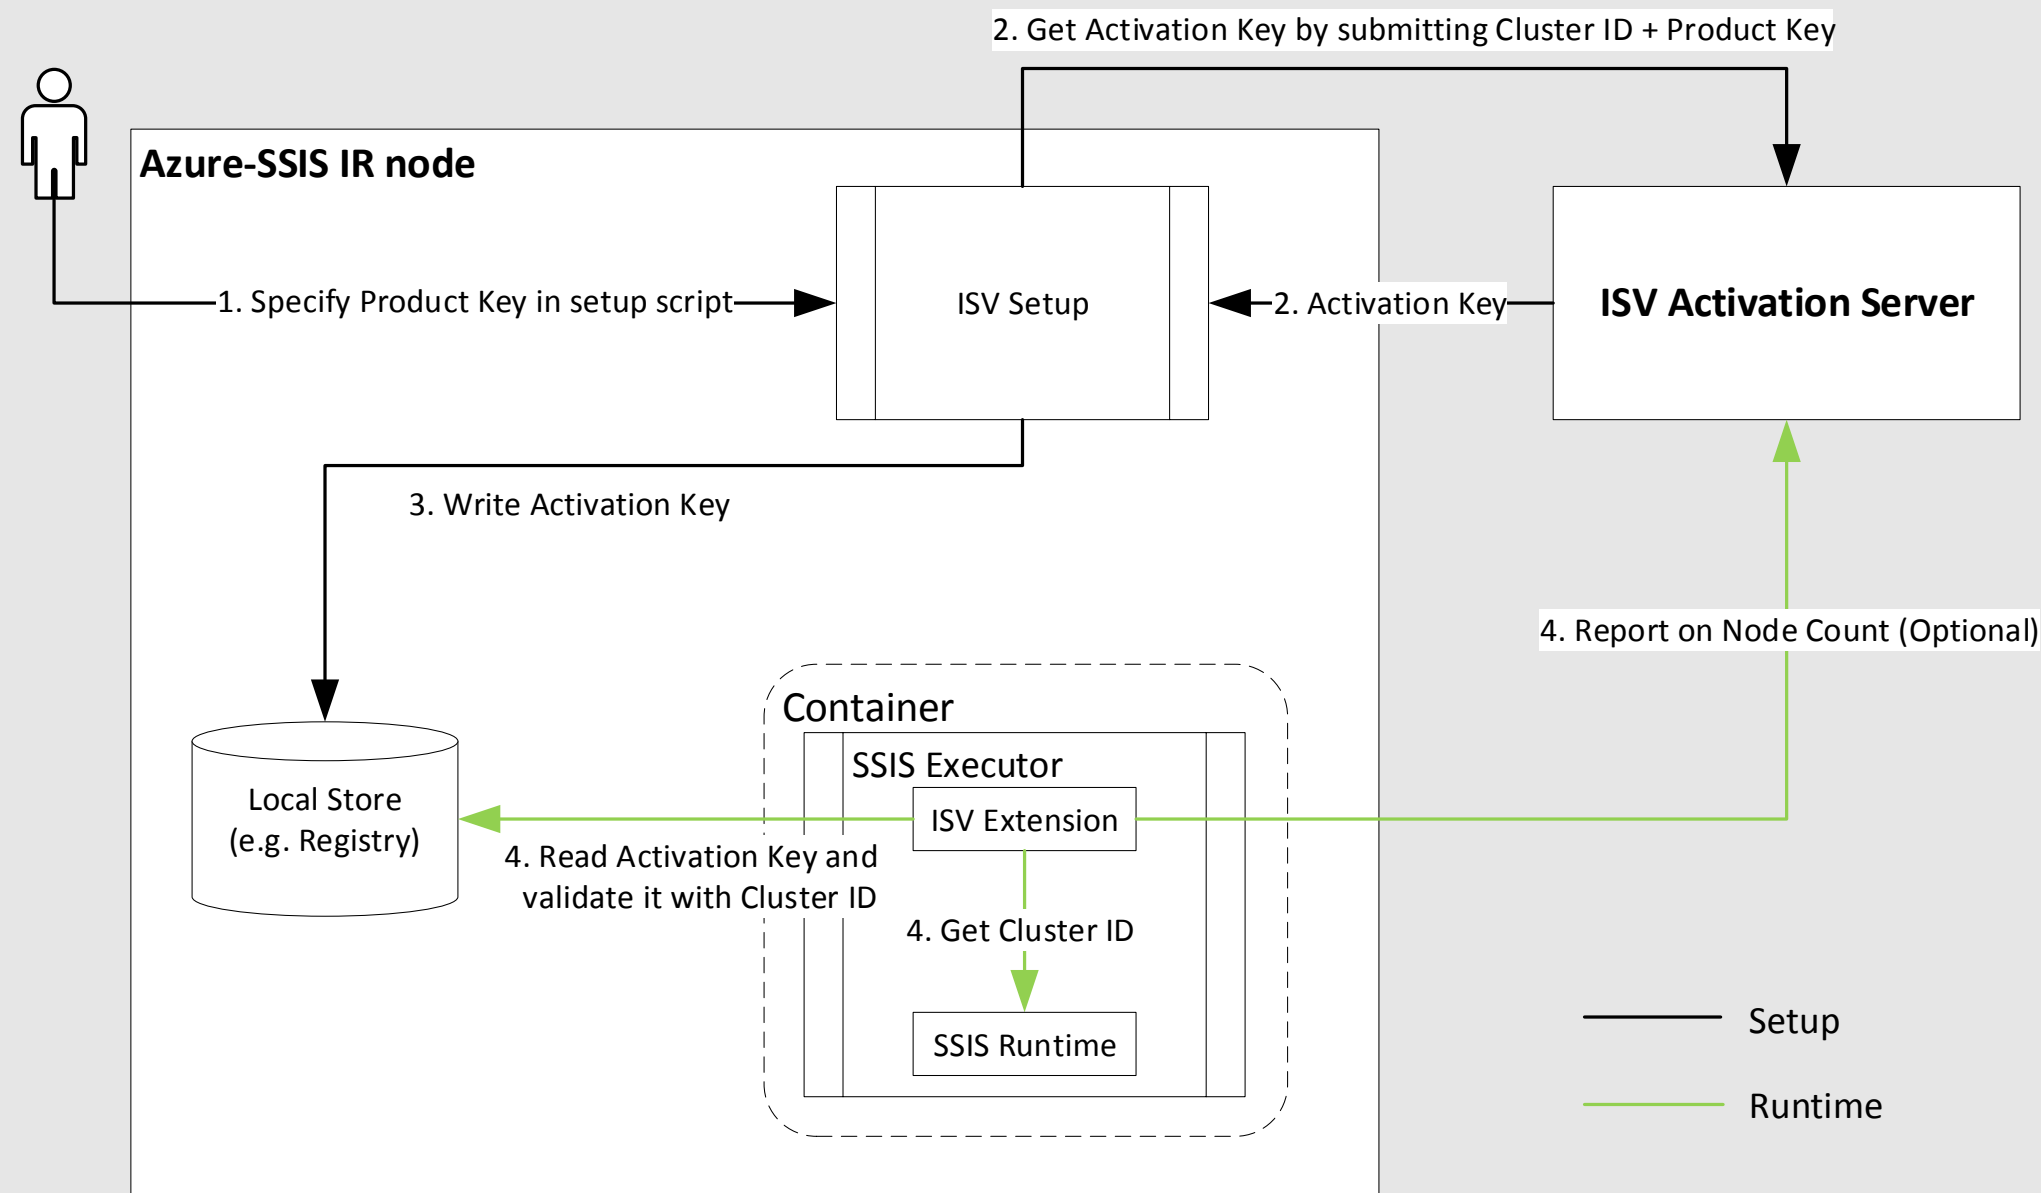 2. Get Activation Key by submitting Cluster ID + Product Key
Azure-SSIS IR node
1. Specify Product Key in setup script
ISV Setup
2. Activation Key
ISV Activation Server
3. Write Activation Key
4. Report on Node Count (Optional)
Container
SSIS Executor
Local Store
(e.g. Registry)
ISV Extension
4. Read Activation Key and
validate it with Cluster ID
4. Get Cluster ID
SSIS Runtime
Setup
Runtime